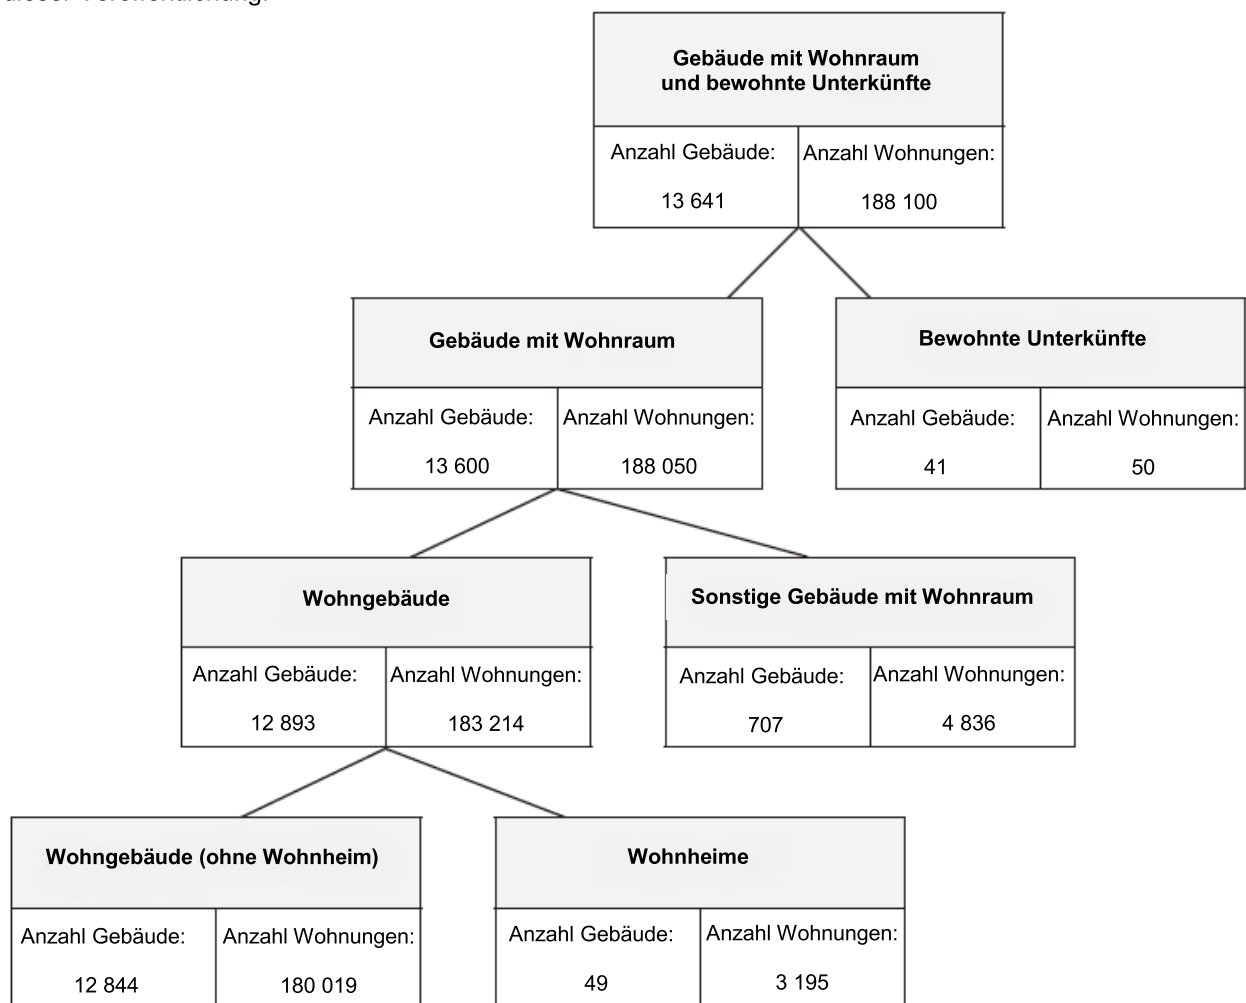 dieser Veröffentlichung.
Gebäude mit Wohnraum
und bewohnte Unterkünfte
Anzahl Gebäude:
Anzahl Wohnungen:
13 641
188 100
Gebäude mit Wohnraum
Anzahl Gebäude:
Anzahl Wohnungen:
13 600
188 050
Bewohnte Unterkünfte
Anzahl Gebäude:
Anzahl Wohnungen:
41
50
Wohngebäude
Anzahl Gebäude:
Anzahl Wohnungen:
12 893
183 214
Sonstige Gebäude mit Wohnraum
Anzahl Gebäude:
Anzahl Wohnungen:
707
4 836
Wohngebäude (ohne Wohnheim)
Anzahl Gebäude:
Anzahl Wohnungen:
12 844
180 019
Wohnheime
Anzahl Gebäude:
Anzahl Wohnungen:
49
3 195